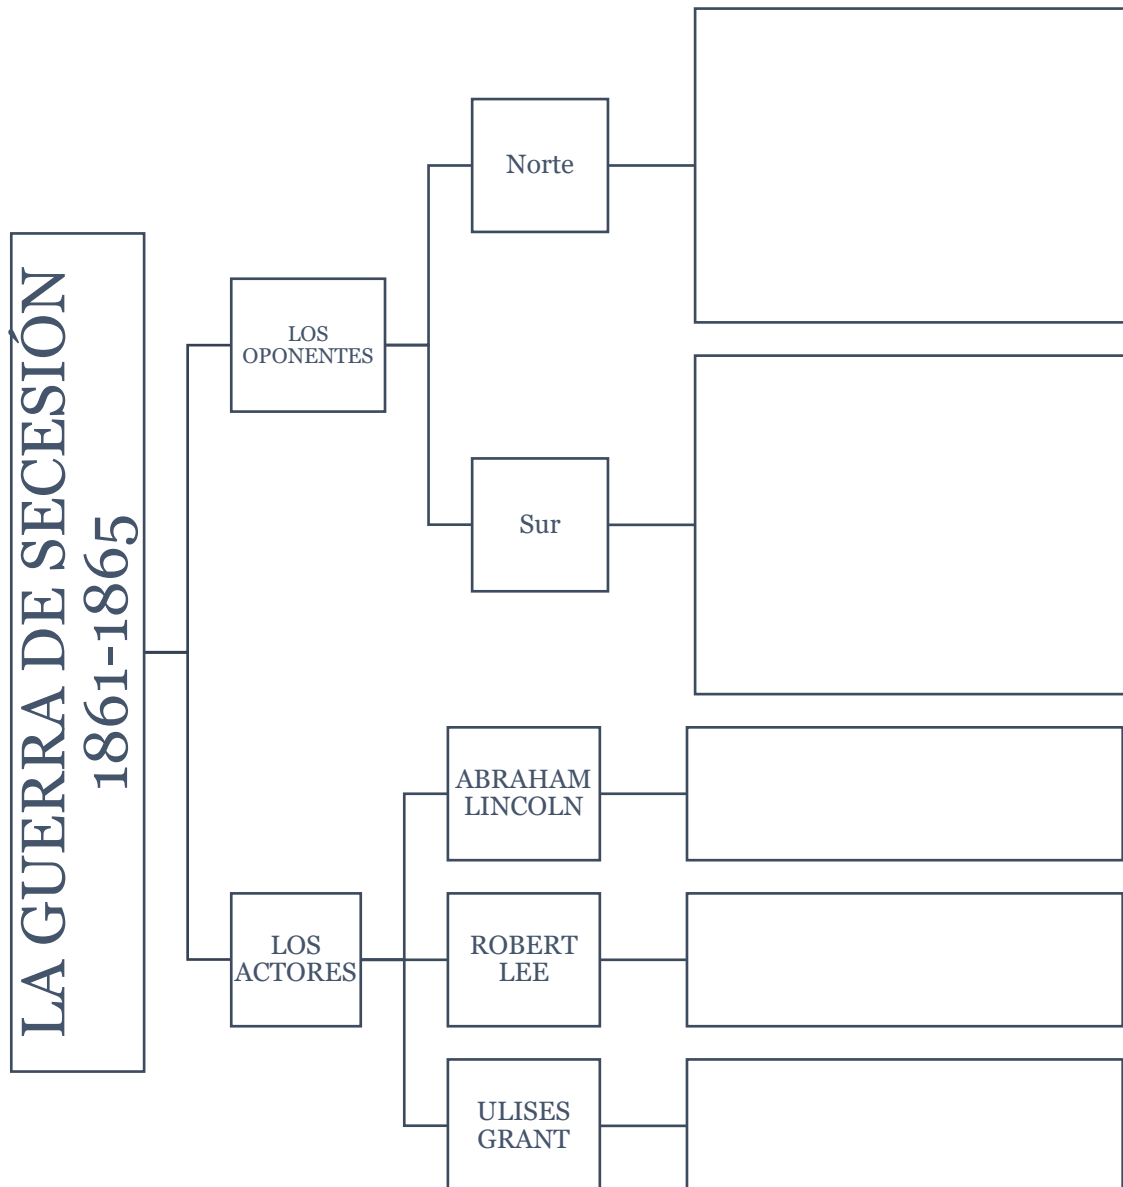 LA GUERRA DE SECESIÓN
1861-1865
LOS
OPONENTES
Norte
Sur
LOS
ACTORES
ABRAHAM
LINCOLN
ROBERT
LEE
ULISES
GRANT